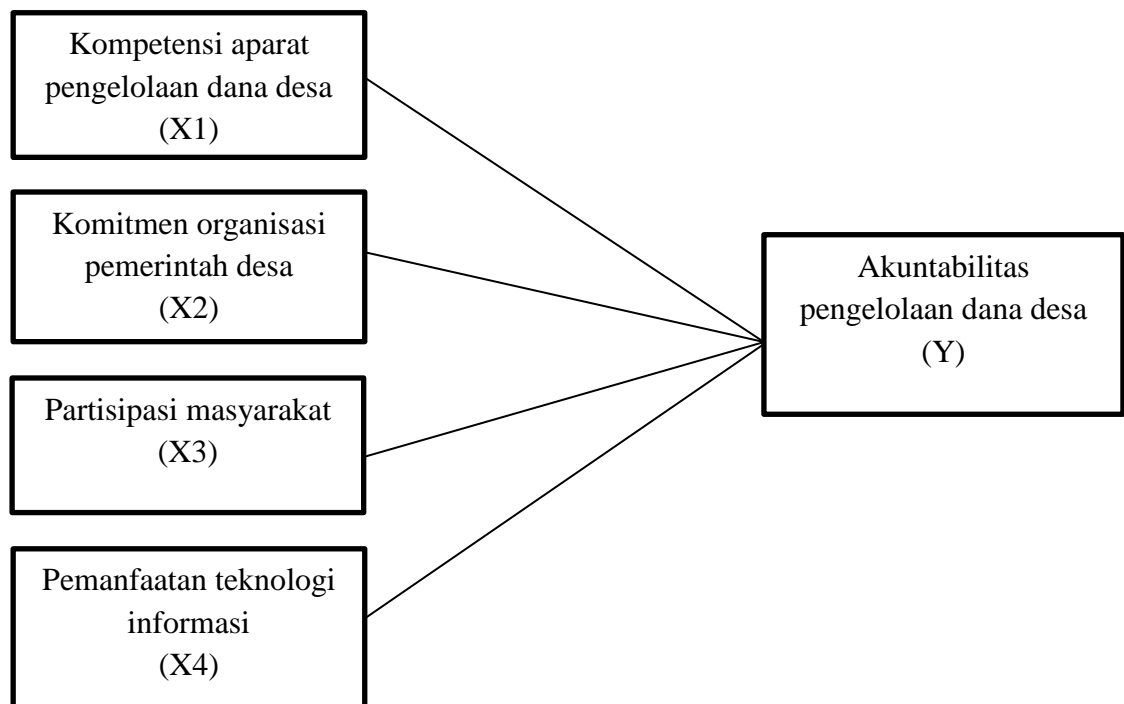 Kompetensi aparat
pengelolaan dana desa
(X1)
Komitmen organisasi
pemerintah desa
(X2)
Partisipasi masyarakat
(X3)
Pemanfaatan teknologi
informasi
(X4)
Akuntabilitas
pengelolaan dana desa
(Y)